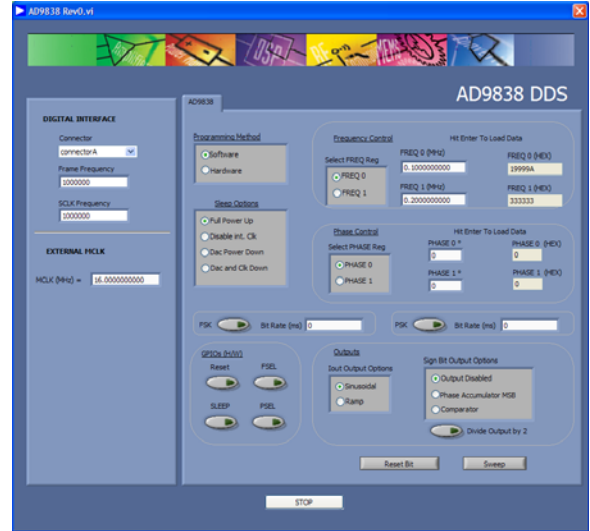 AD9838 Rev0.vi
AD9838 DDS
DIGITAL INTERFACE
Connector
connectorA
Frame Frequency
1000000
SCLK Frequency
1000000
EXTERNAL MCLK
MCLK (MHz) = 16.0000000000
AD9838
Programming Method
Software
Hardware
Sleep Options
Full Power Up
Disable int. Clk
Dac Power Down
Dac and Clk Down
Frequency Control
Hit Enter To Load Data
Select FREQ Reg
FREQ 0
FREQ 1
FREQ 0 (MHz)
0.1000000000
FREQ 0 (HEX)
19999A
FREQ 1 (MHz)
0.2000000000
FREQ 1 (HEX)
333333
Phase Control
Hit Enter To Load Data
Select PHASE Reg
PHASE 0
PHASE 1
PHASE 0 °
0
PHASE 0 (HEX)
0
PHASE 1 °
0
PHASE 1 (HEX)
0
FSK
Bit Rate (ms) 0
PSK
Bit Rate (ms) 0
GPIOs (H/W)
Reset
FSEL
SLEEP
PSEL
Outputs
Iout Output Options
Sinusoidal
Ramp
Sign Bit Output Options
Output Disabled
Phase Accumulator MSB
Comparator
Divide Output by 2
Reset Bit
Sweep
STOP